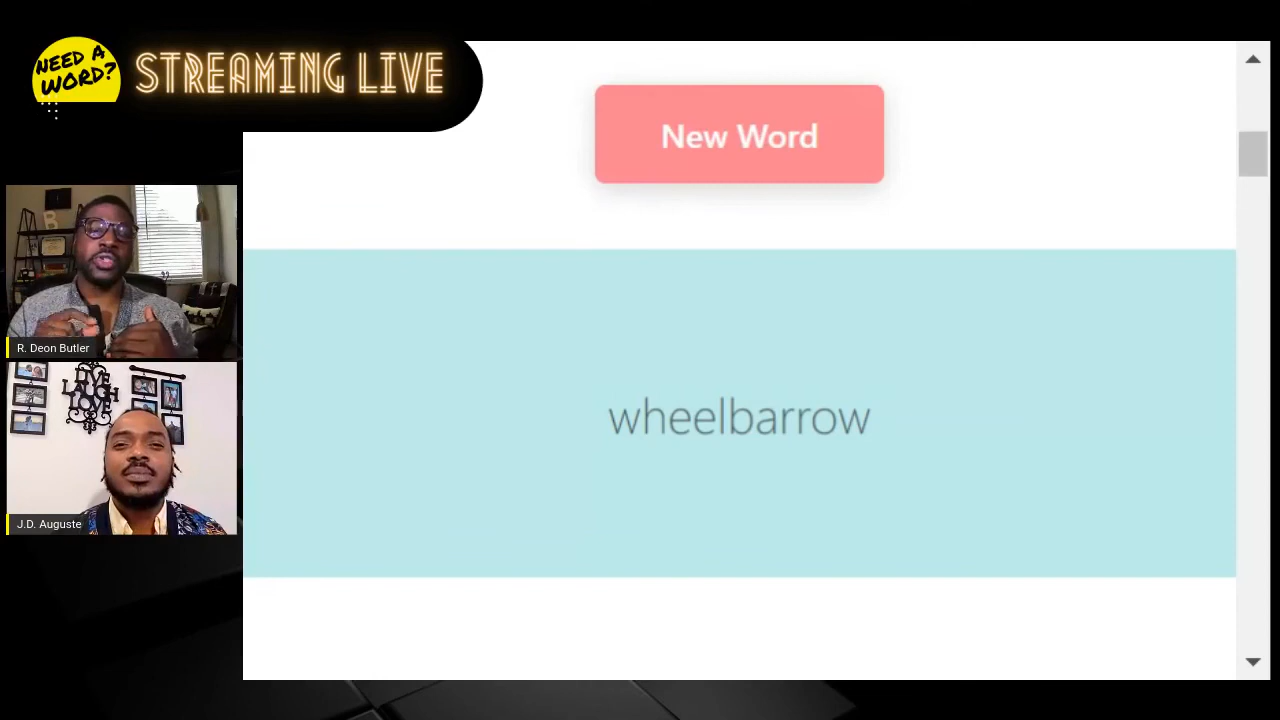 NEED A
WORD?
STREAMING LIVE
New Word
wheelbarrow
R. Deon Butler
LIVE
LAUGH
LOVE
J.D. Auguste